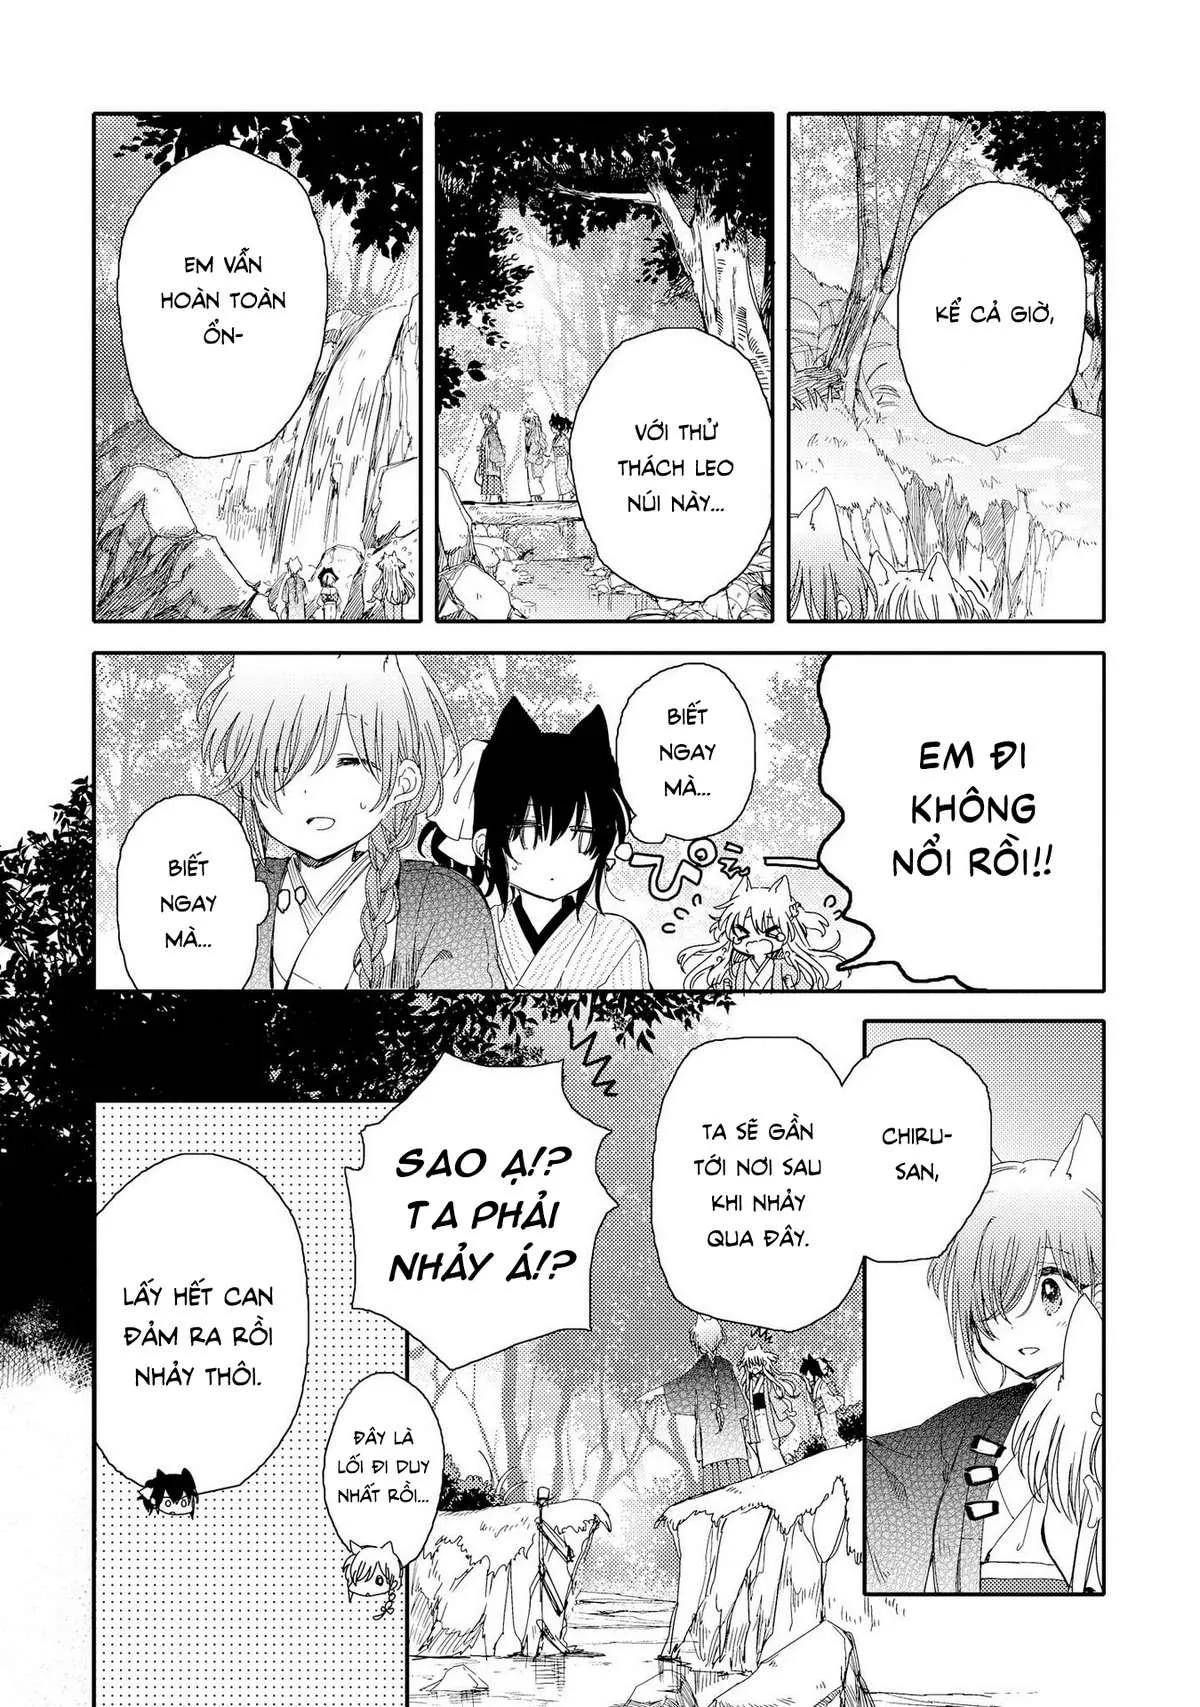 KỂ CẢ GIỜ,
VỚI THỬ
THÁCH LEO
NÚI NÀY...
EM VẪN
HOÀN TOÀN
ỔN-
EM ĐI
KHÔNG
NỔI RỒI!!
BIẾT
NGAY
MÀ...
BIẾT
NGAY
MÀ...
CHIRU-
SAN,
TA SẼ GẦN
TỚI NƠI SAU
KHI NHẢY
QUA ĐÂY.
SAO Ạ!?
TA PHẢI
NHẢY Á!?
ĐÂY LÀ
LỐI ĐI DUY
NHẤT RỒI...
LẤY HẾT CAN
ĐẢM RA RỒI
NHẢY THÔI.